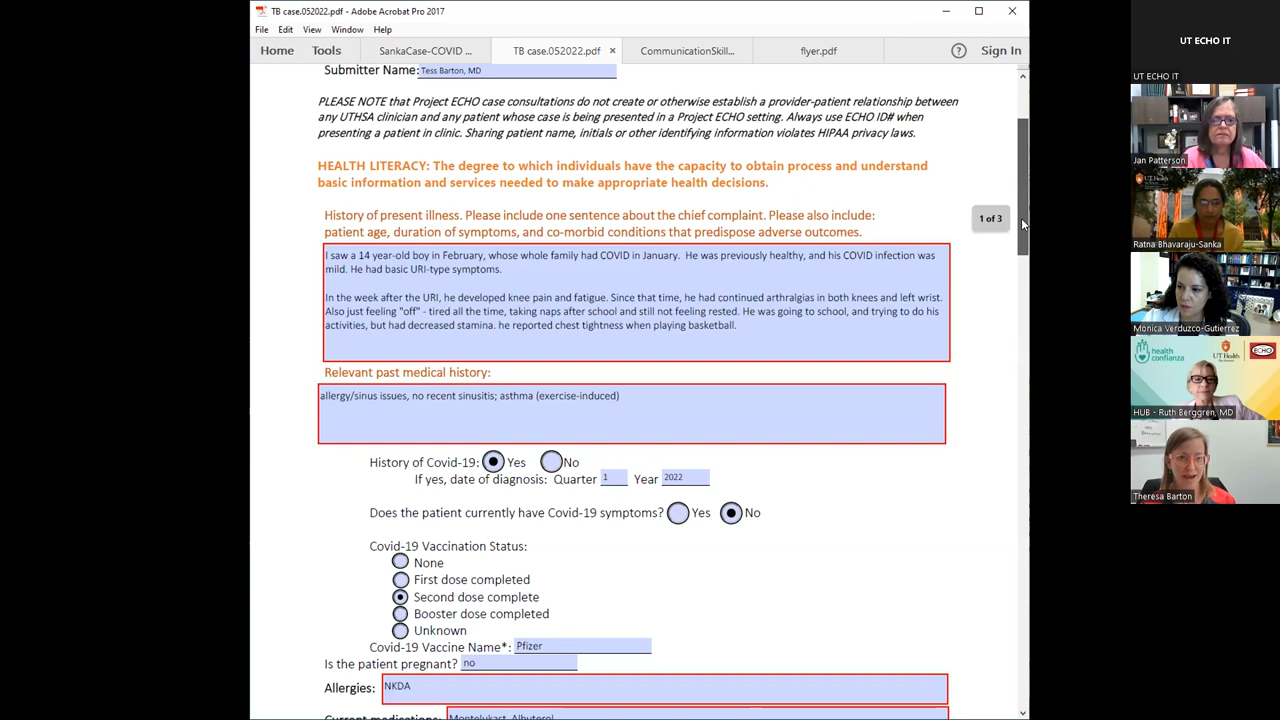 TB case.052022.pdf - Adobe Acrobat Pro 2017
File Edit View Window Help
Home Tools SankaCase-COVID ... TB case.052022.pdf × CommunicationSkill... flyer.pdf ? Sign In
Submitter Name: Tess Barton, MD
PLEASE NOTE that Project ECHO case consultations do not create or otherwise establish a provider-patient relationship between
any UTHSA clinician and any patient whose case is being presented in a Project ECHO setting. Always use ECHO ID# when
presenting a patient in clinic. Sharing patient name, initials or other identifying information violates HIPAA privacy laws.
HEALTH LITERACY: The degree to which individuals have the capacity to obtain process and understand
basic information and services needed to make appropriate health decisions.
History of present illness. Please include one sentence about the chief complaint. Please also include:
patient age, duration of symptoms, and co-morbid conditions that predispose adverse outcomes.
1 of 3
I saw a 14 year-old boy in February, whose whole family had COVID in January. He was previously healthy, and his COVID infection was
mild. He had basic URI-type symptoms.
In the week after the URI, he developed knee pain and fatigue. Since that time, he had continued arthralgias in both knees and left wrist.
Also just feeling "off" - tired all the time, taking naps after school and still not feeling rested. He was going to school, and trying to do his
activities, but had decreased stamina. he reported chest tightness when playing basketball.
Relevant past medical history:
allergy/sinus issues, no recent sinusitis; asthma (exercise-induced)
History of Covid-19: Yes No
If yes, date of diagnosis: Quarter 1 Year 2022
Does the patient currently have Covid-19 symptoms? Yes No
Covid-19 Vaccination Status:
None
First dose completed
Second dose complete
Booster dose completed
Unknown
Covid-19 Vaccine Name*: Pfizer
Is the patient pregnant? no
Allergies: NKDA
Current medications: Montelukast, Albuterol
UT ECHO IT
UT ECHO IT
Jan Patterson
Ratna Bhavaraju-Sanka
Monica Verduzco-Gutierrez
health
confianza
UT Health
ECHO
HUB - Ruth Berggren, MD
Theresa Barton